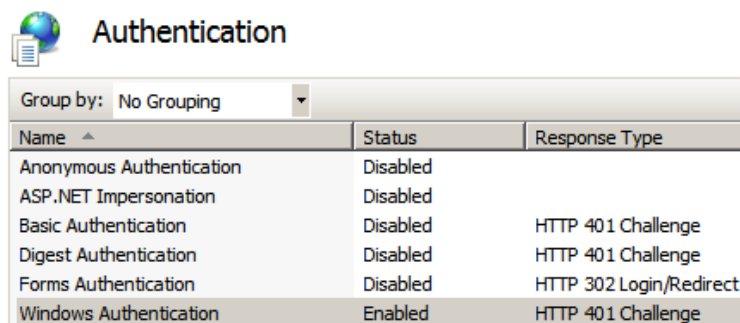 Authentication
Group by: No Grouping
Name Status Response Type
Anonymous Authentication Disabled
ASP.NET Impersonation Disabled
Basic Authentication Disabled HTTP 401 Challenge
Digest Authentication Disabled HTTP 401 Challenge
Forms Authentication Disabled HTTP 302 Login/Redirect
Windows Authentication Enabled HTTP 401 Challenge